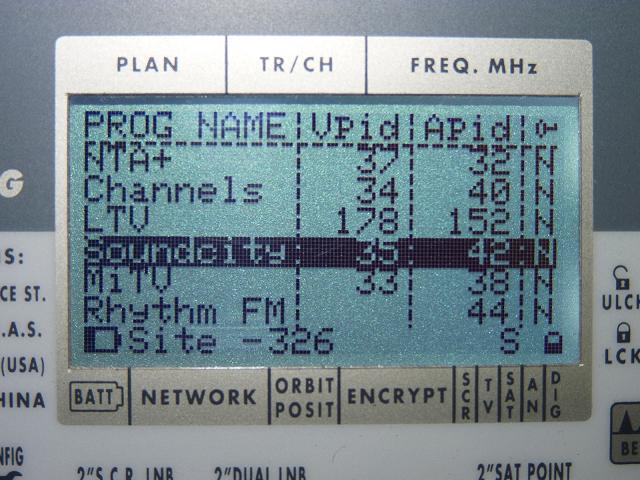 PLAN TR/CH FREQ. MHz
PROG NAME Vpid APid
NTA+ 37 32 N
Channels 34 40 N
LTV 178 152 N
Soundcity 35 42 N
MiTV 33 38 N
Rhythm FM 44 N
Site -326 S
BATT NETWORK ORBIT POSIT ENCRYPT SCR TV SAT AN DIG
G
S:
CE ST.
.A.S.
(USA)
HINA
NFIG
ULCK
LCK
BE
2"S.C.R. LNB 2"DUAL LNB 2"SAT POINT